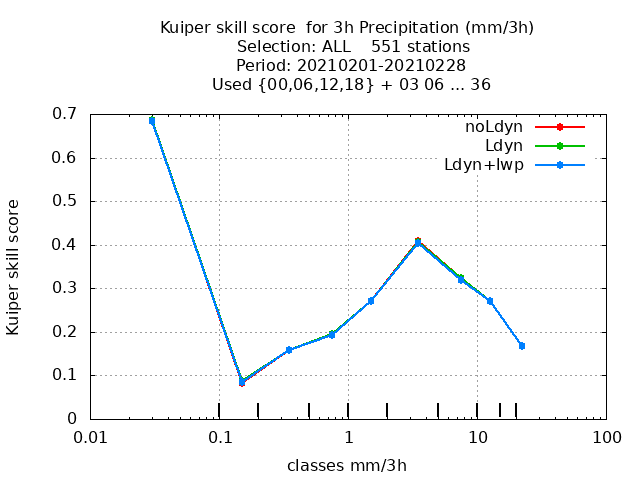 Kuiper skill score  for 3h Precipitation (mm/3h)
Selection: ALL    551 stations
Period: 20210201-20210228
Used {00,06,12,18} + 03 06 ... 36
noLdyn
Ldyn
Ldyn+lwp
Kuiper skill score
0.7
0.6
0.5
0.4
0.3
0.2
0.1
0
0.01 0.1 1 10 100
classes mm/3h